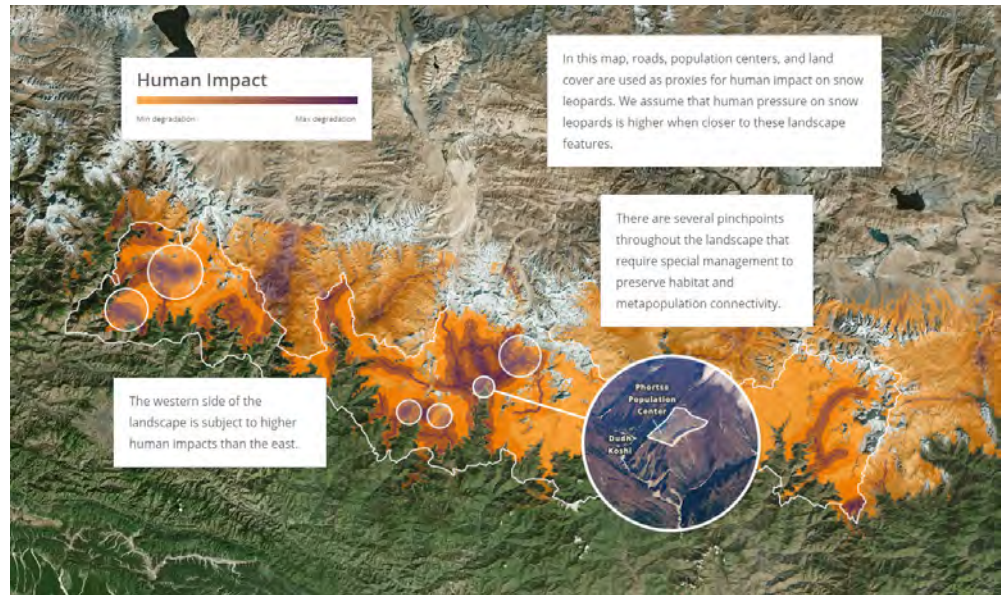 Human Impact
Min degradation
Max degradation
In this map, roads, population centers, and land
cover are used as proxies for human impact on snow
leopards. We assume that human pressure on snow
leopards is higher when closer to these landscape
features.
There are several pinchpoints
throughout the landscape that
require special management to
preserve habitat and
metapopulation connectivity.
The western side of the
landscape is subject to higher
human impacts than the east.
Phortse
Population
Center
Dudh
Koshi